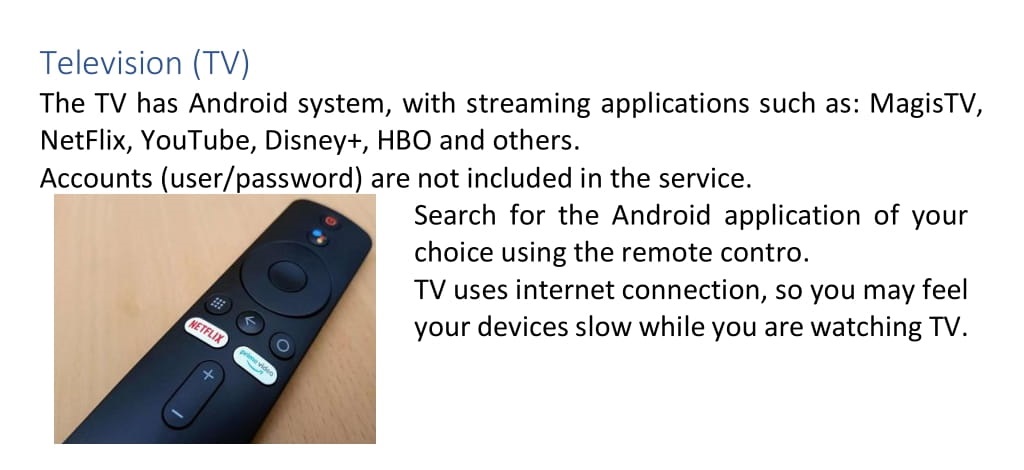 Television (TV)
The TV has Android system, with streaming applications such as: MagisTV,
NetFlix, YouTube, Disney+, HBO and others.
Accounts (user/password) are not included in the service.
Search for the Android application of your
choice using the remote contro.
TV uses internet connection, so you may feel
your devices slow while you are watching TV.
NETFLIX
prime video